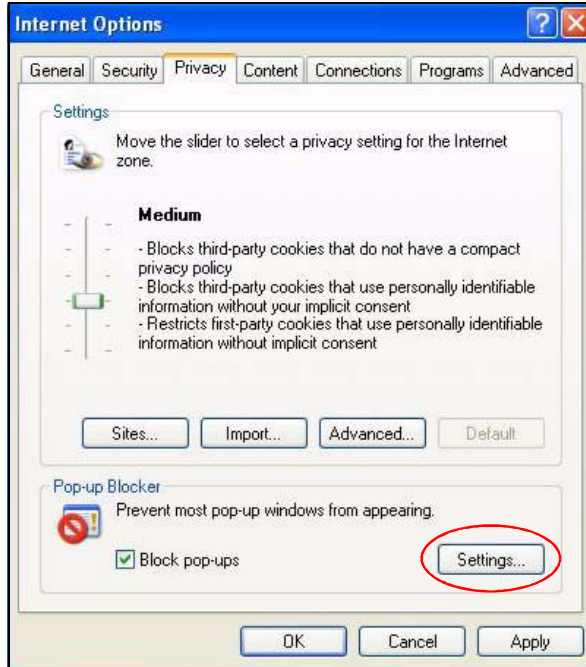 Internet Options
General Security Privacy Content Connections Programs Advanced
Settings
Move the slider to select a privacy setting for the Internet
zone.
Medium
- Blocks third-party cookies that do not have a compact
privacy policy
- Blocks third-party cookies that use personally identifiable
information without your implicit consent
- Restricts first-party cookies that use personally identifiable
information without implicit consent
Sites... Import... Advanced... Default
Pop-up Blocker
Prevent most pop-up windows from appearing.
Block pop-ups Settings...
OK Cancel Apply